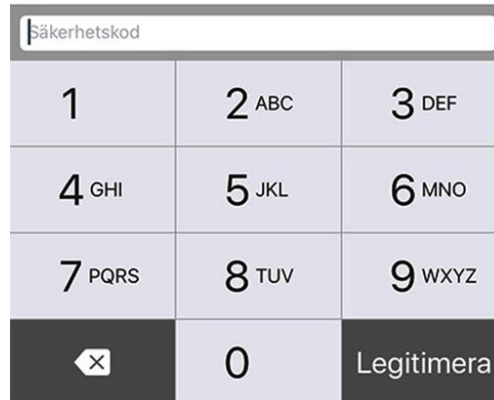 Säkerhetskod
1 2 ABC 3 DEF
4 GHI 5 JKL 6 MNO
7 PQRS 8 TUV 9 WXYZ
0 Legitimera